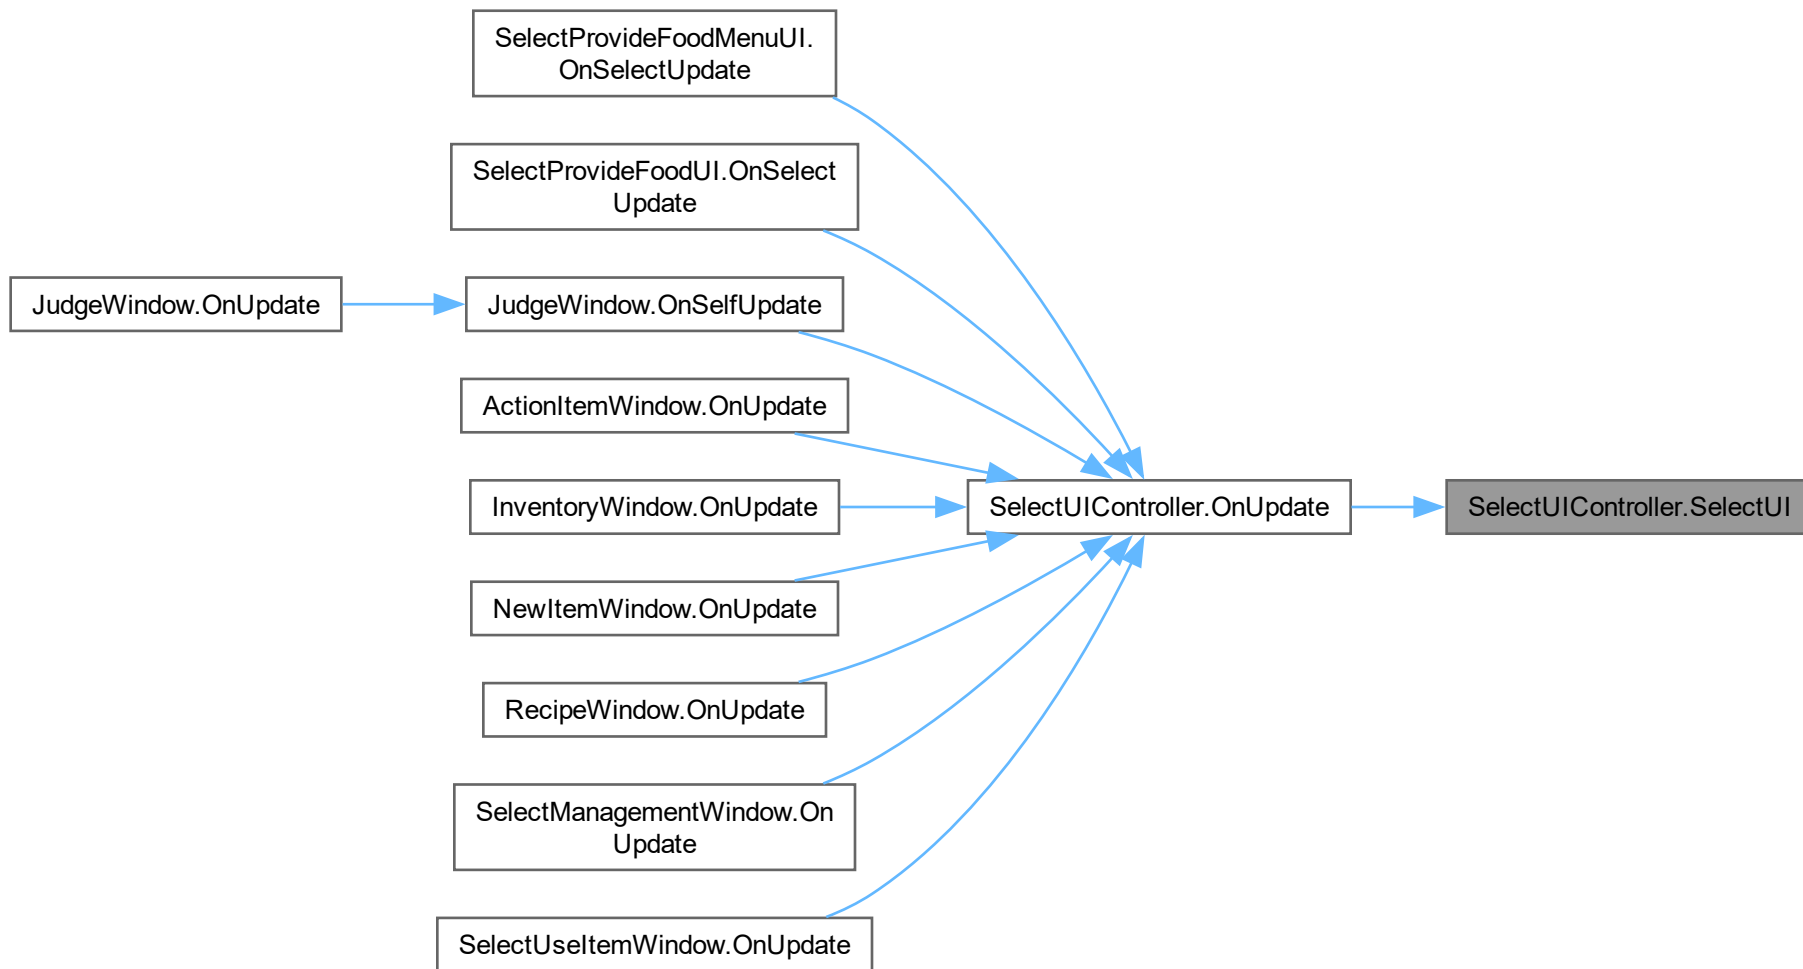 SelectProvideFoodMenuUI.
OnSelectUpdate
SelectProvideFoodUI.OnSelect
Update
JudgeWindow.OnUpdate
JudgeWindow.OnSelfUpdate
ActionItemWindow.OnUpdate
InventoryWindow.OnUpdate
SelectUIController.OnUpdate
SelectUIController.SelectUI
NewItemWindow.OnUpdate
RecipeWindow.OnUpdate
SelectManagementWindow.On
Update
SelectUseItemWindow.OnUpdate